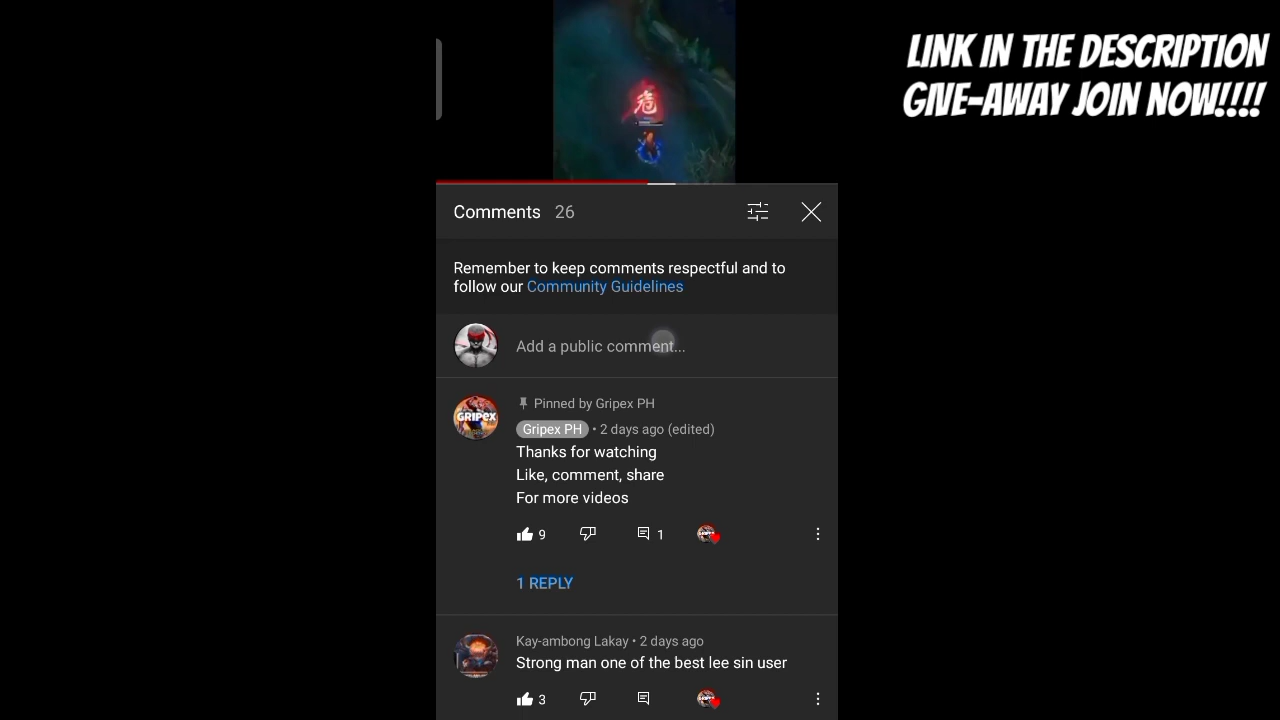 LINK IN THE DESCRIPTION
GIVE-AWAY JOIN NOW!!!!
危
Comments 26
Remember to keep comments respectful and to
follow our Community Guidelines
Add a public comment...
Pinned by Gripex PH
Gripex PH • 2 days ago (edited)
GRIPEX
Thanks for watching
Like, comment, share
For more videos
9 1
1 REPLY
Kay-ambong Lakay • 2 days ago
Strong man one of the best lee sin user
3